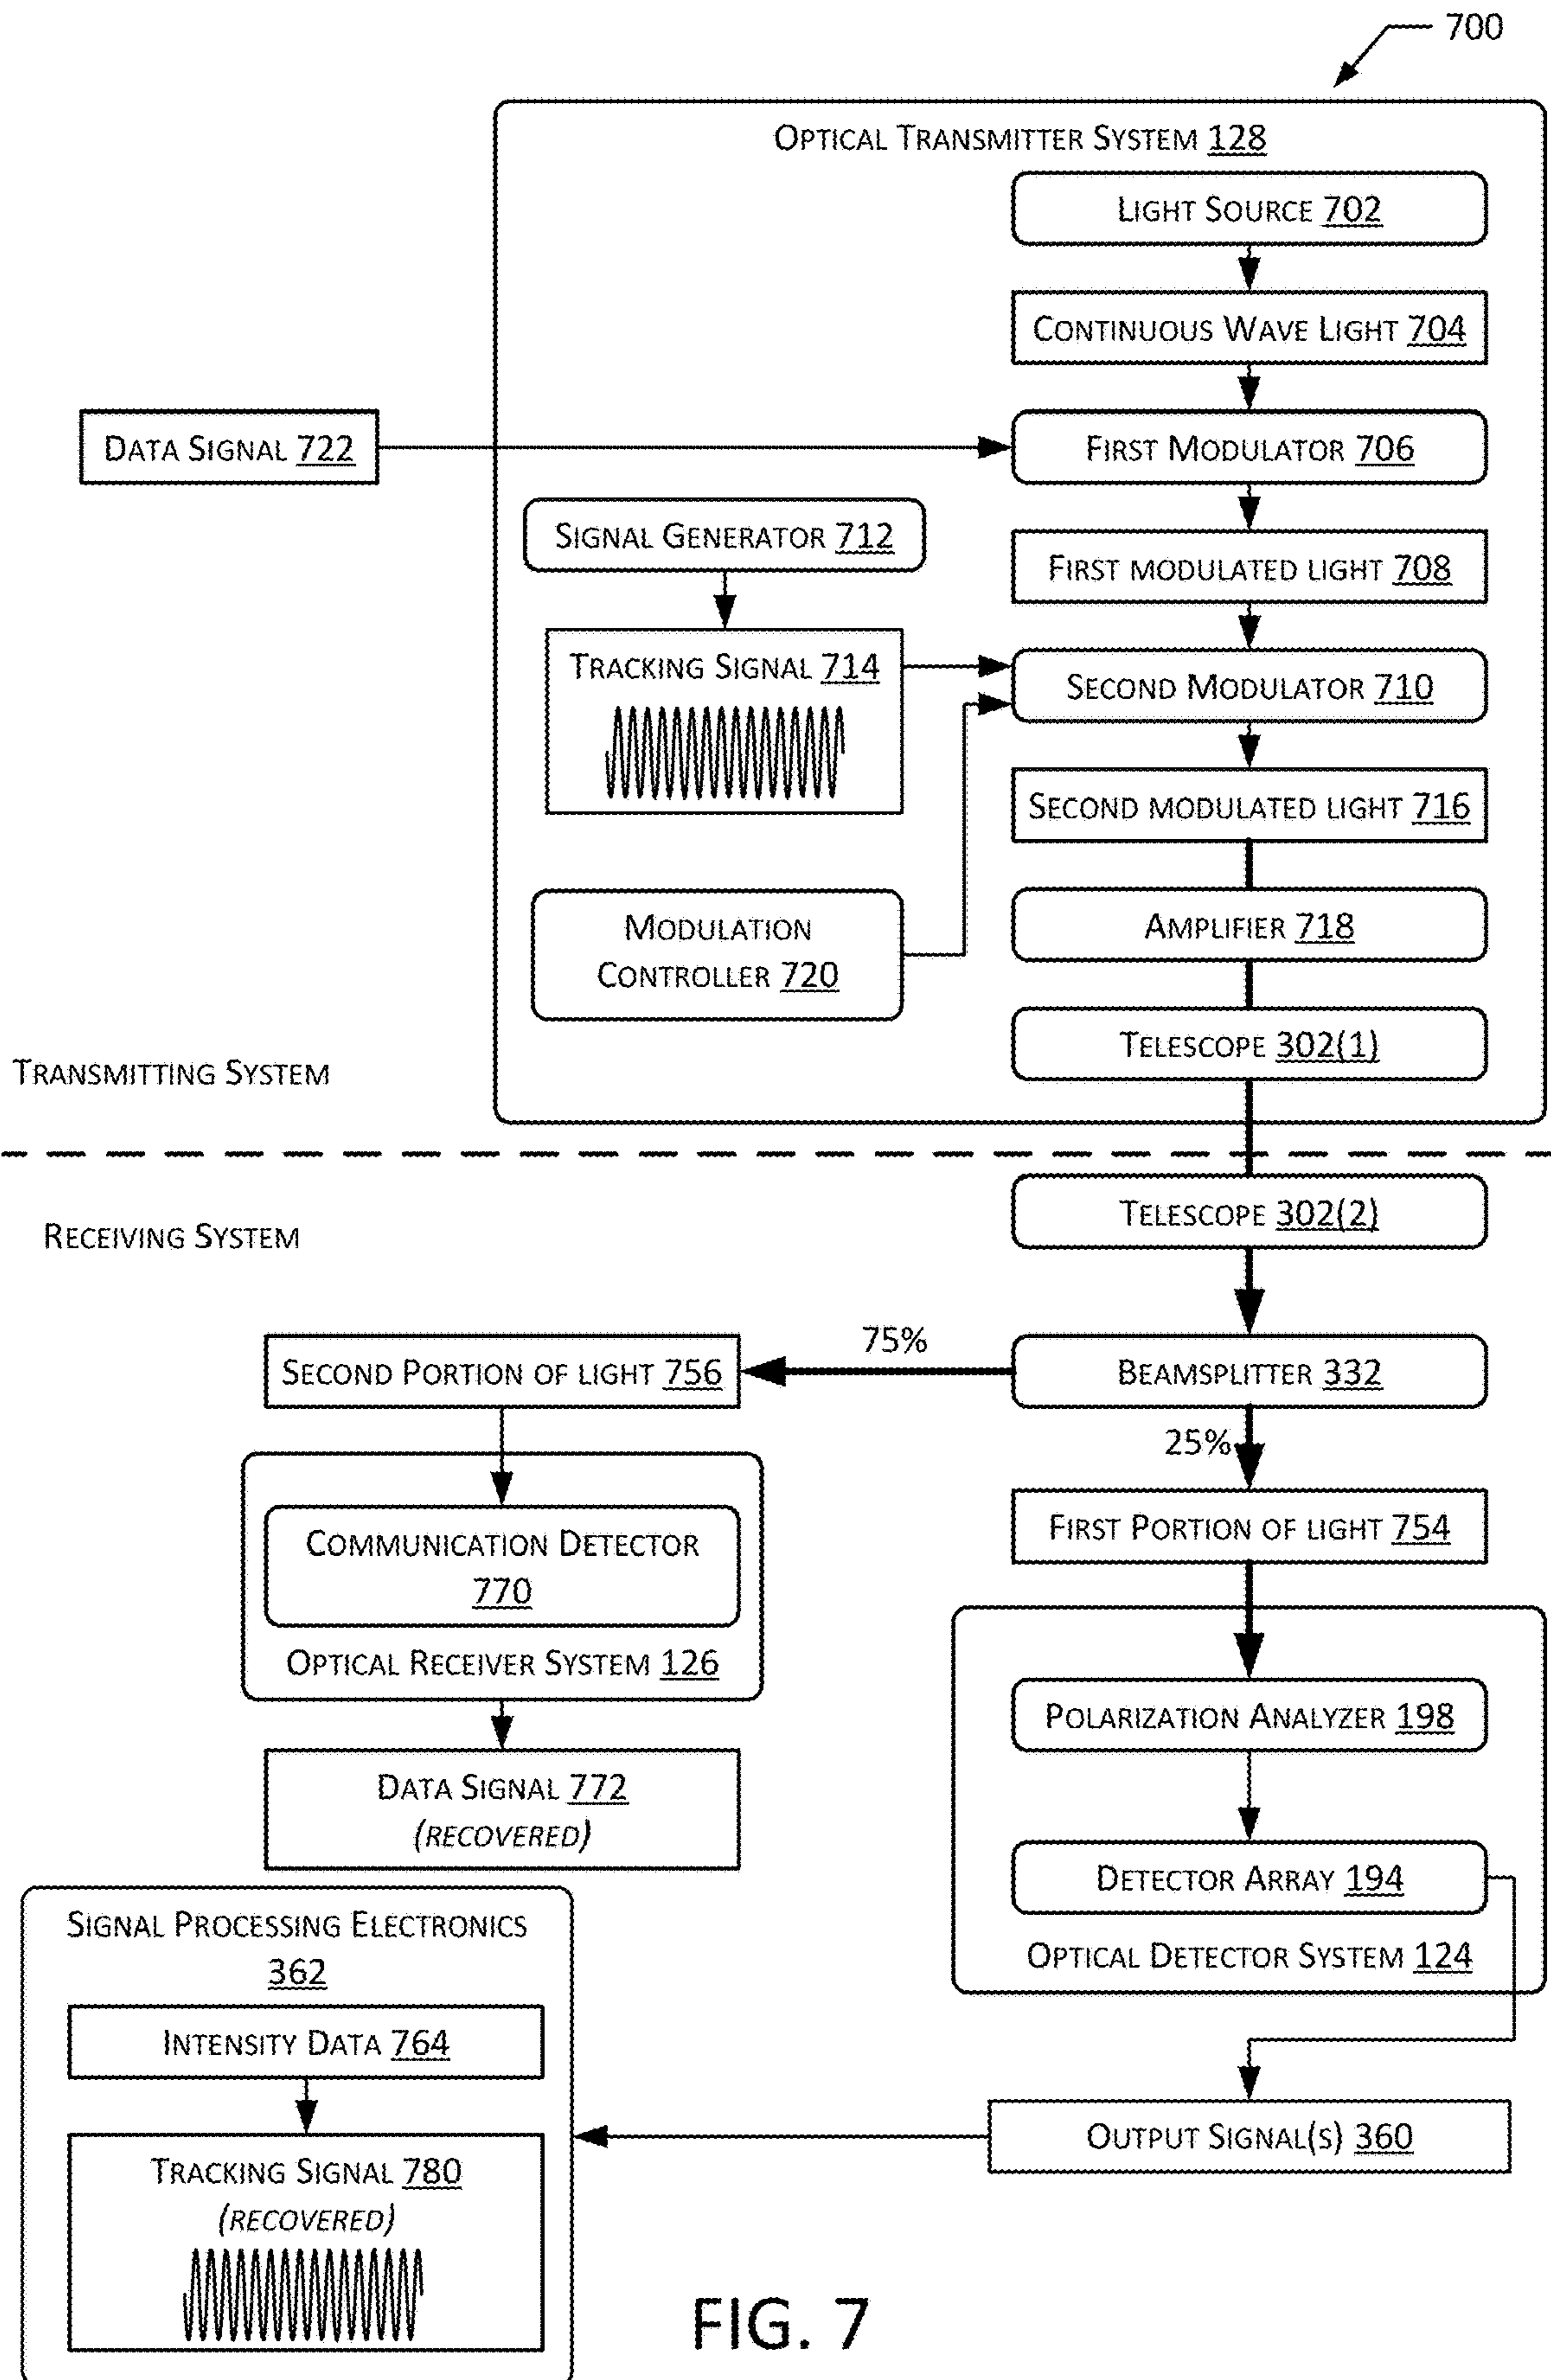 700
OPTICAL TRANSMITTER SYSTEM 128
LIGHT SOURCE 702
CONTINUOUS WAVE LIGHT 704
DATA SIGNAL 722
FIRST MODULATOR 706
SIGNAL GENERATOR 712
FIRST MODULATED LIGHT 708
TRACKING SIGNAL 714
SECOND MODULATOR 710
SECOND MODULATED LIGHT 716
MODULATION
CONTROLLER 720
AMPLIFIER 718
TELESCOPE 302(1)
TRANSMITTING SYSTEM
RECEIVING SYSTEM
TELESCOPE 302(2)
75%
SECOND PORTION OF LIGHT 756
BEAMSPLITTER 332
25%
FIRST PORTION OF LIGHT 754
COMMUNICATION DETECTOR
770
OPTICAL RECEIVER SYSTEM 126
POLARIZATION ANALYZER 198
DATA SIGNAL 772
(RECOVERED)
DETECTOR ARRAY 194
OPTICAL DETECTOR SYSTEM 124
SIGNAL PROCESSING ELECTRONICS
362
INTENSITY DATA 764
OUTPUT SIGNAL(S) 360
TRACKING SIGNAL 780
(RECOVERED)
FIG. 7